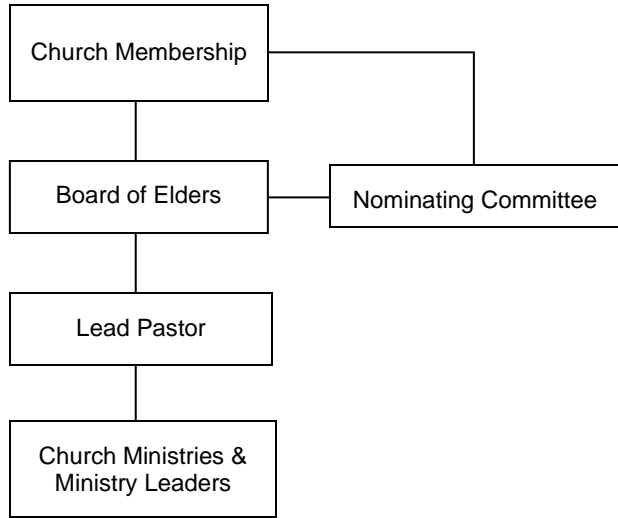 Church Membership
Board of Elders
Nominating Committee
Lead Pastor
Church Ministries &
Ministry Leaders